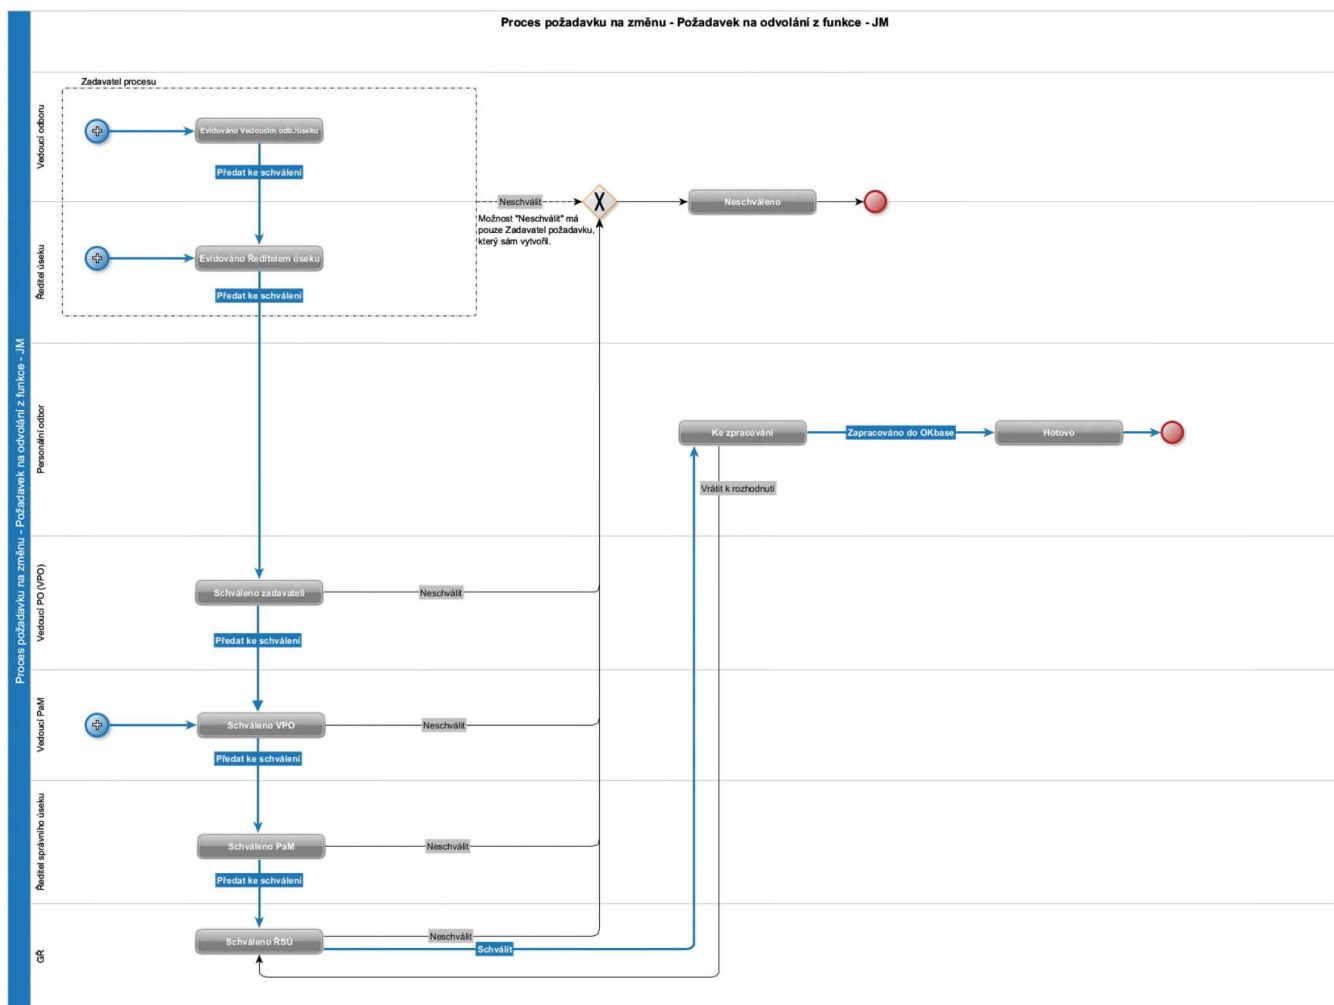 Proces požadavku na změnu - Požadavek na odvolání z funkce - JM
Proces požadavku na změnu - Požadavek na odvolání z funkce - JM
Vedoucí odboru
Zadavatel procesu
Evidováno Vedoucím odb./úseku
Předat ke schválení
Ředitel úseku
Evidováno Ředitelem úseku
Předat ke schválení
Neschválit
Možnost "Neschválit" má
pouze Zadavatel požadavku,
který sám vytvořil.
X
Neschváleno
Personální odbor
Ke zpracování
Zapracováno do OKbase
Hotovo
Vrátit k rozhodnutí
Vedoucí PO (VPO)
Schváleno zadavateli
Neschválit
Předat ke schválení
Vedoucí PaM
Schváleno VPO
Neschválit
Předat ke schválení
Ředitel správního úseku
Schváleno PaM
Neschválit
Předat ke schválení
GŘ
Schváleno ŘSÚ
Neschválit
Schválit